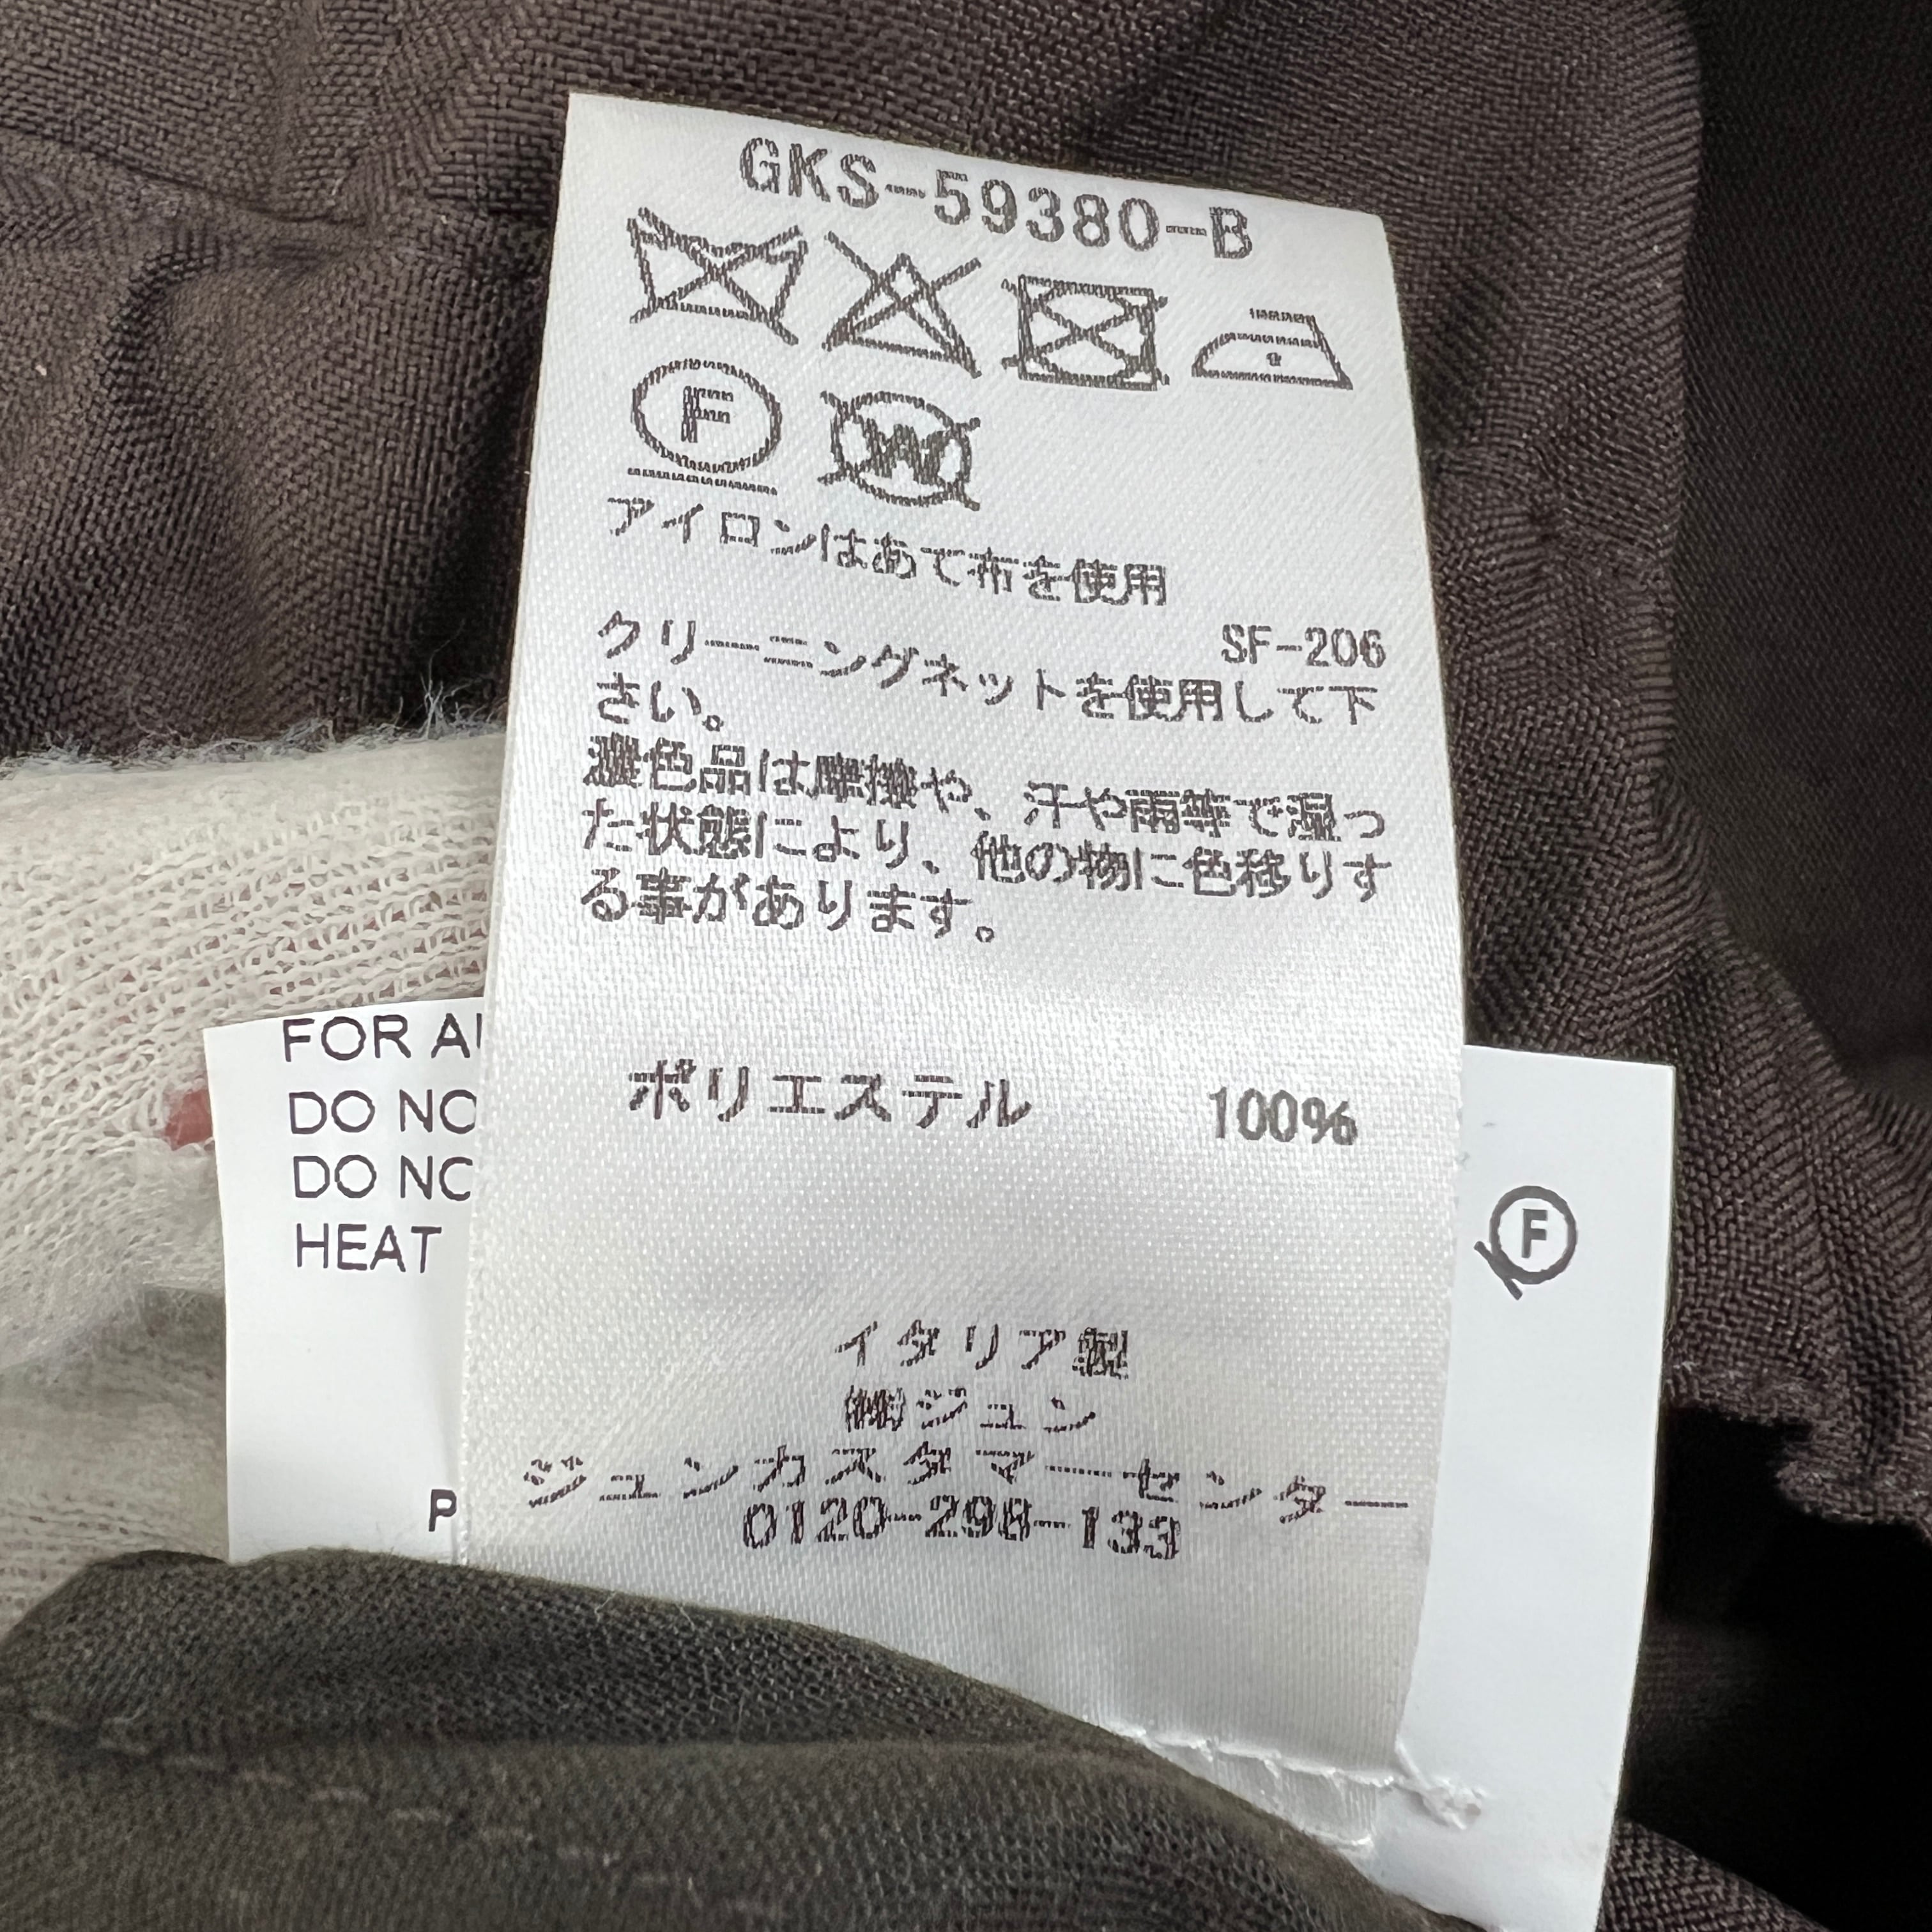 GKS-59380-B
F
W
アイロンはあて布を使用
SF-206
クリーニングネットを使用して下
さい。
濃色品は摩擦や、汗や雨等で湿っ
た状態により、他の物に色移りす
る事があります。
ポリエステル 100%
イタリア製
㈱ジュン
ジュンカスタマーセンター
0120-298-133
FOR
DO
DO
HEAT
P
F